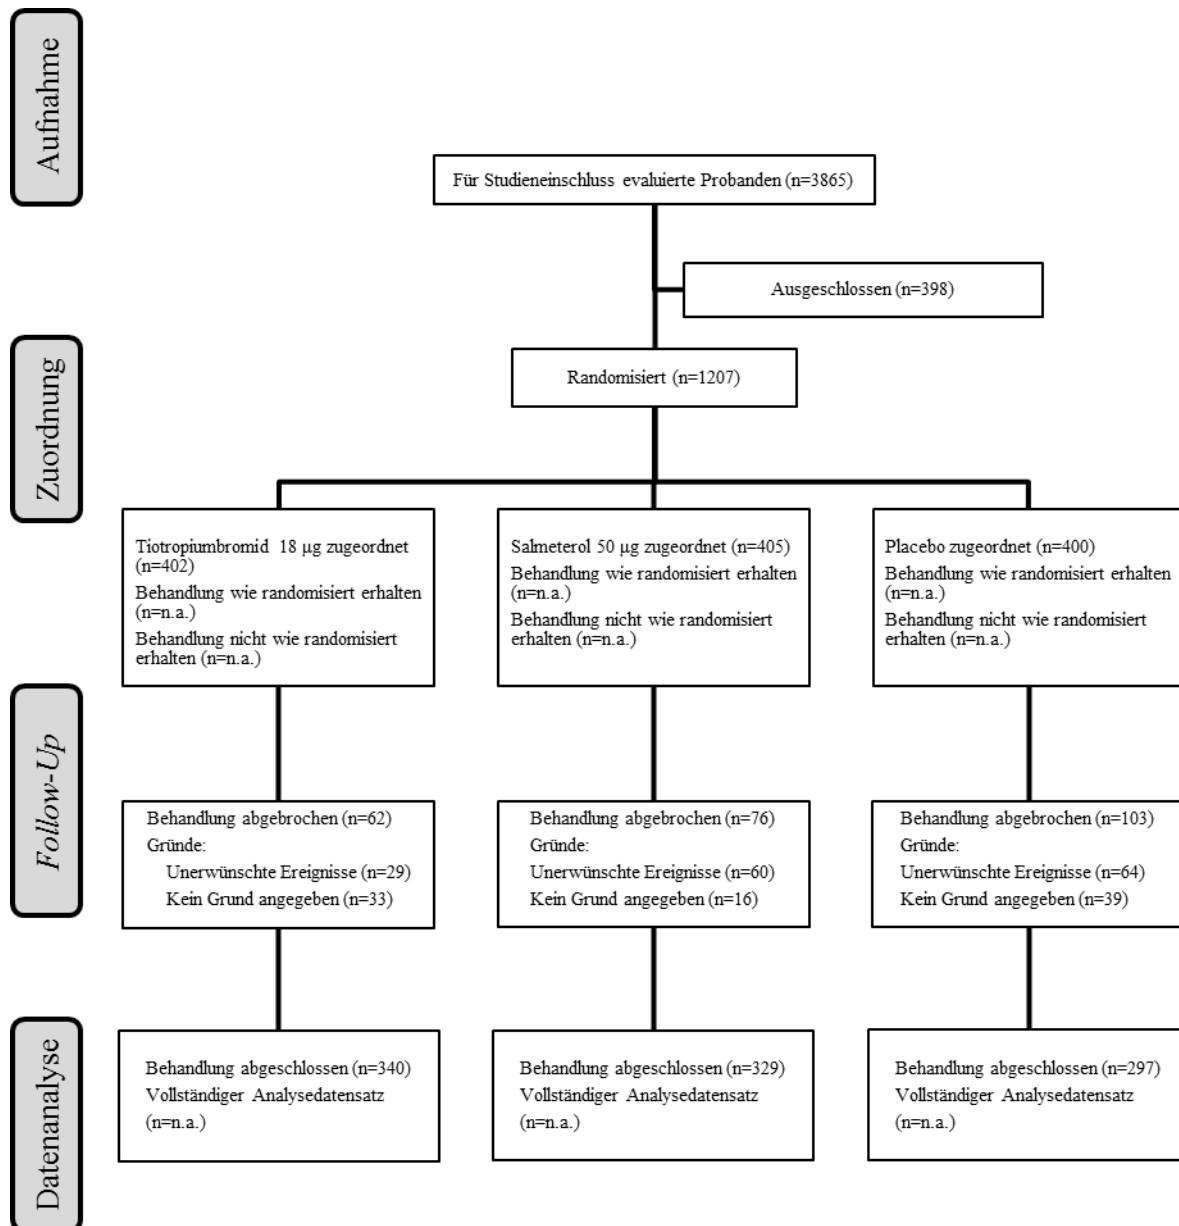 Aufnahme
Für Studieneinschluss evaluierte Probanden (n=3865)
Ausgeschlossen (n=398)
Zuordnung
Randomisiert (n=1207)
Tiotropiumbromid 18 µg zugeordnet
(n=402)
Behandlung wie randomisiert erhalten
(n=n.a.)
Behandlung nicht wie randomisiert
erhalten (n=n.a.)
Salmeterol 50 µg zugeordnet (n=405)
Behandlung wie randomisiert erhalten
(n=n.a.)
Behandlung nicht wie randomisiert
erhalten (n=n.a.)
Placebo zugeordnet (n=400)
Behandlung wie randomisiert erhalten
(n=n.a.)
Behandlung nicht wie randomisiert
erhalten (n=n.a.)
Follow-Up
Behandlung abgebrochen (n=62)
Gründe:
Unerwünschte Ereignisse (n=29)
Kein Grund angegeben (n=33)
Behandlung abgebrochen (n=76)
Gründe:
Unerwünschte Ereignisse (n=60)
Kein Grund angegeben (n=16)
Behandlung abgebrochen (n=103)
Gründe:
Unerwünschte Ereignisse (n=64)
Kein Grund angegeben (n=39)
Datenanalyse
Behandlung abgeschlossen (n=340)
Vollständiger Analysedatensatz
(n=n.a.)
Behandlung abgeschlossen (n=329)
Vollständiger Analysedatensatz
(n=n.a.)
Behandlung abgeschlossen (n=297)
Vollständiger Analysedatensatz
(n=n.a.)